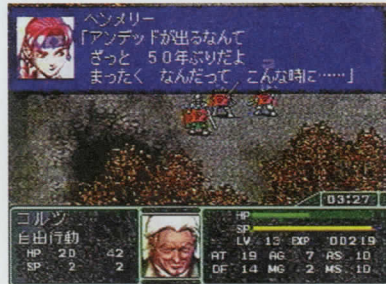 ペンメリー
「アンデッドが出るなんて
ざっと　５０年ぶりだよ
まったく　なんだって　こんな時に……」
03:27
コルツ
自由行動
HP 20 42
SP 2 2
HP
SP
LV 13 EXP 00219
AT 19 AG 7 AS 10
DF 14 MG 2 MS 10